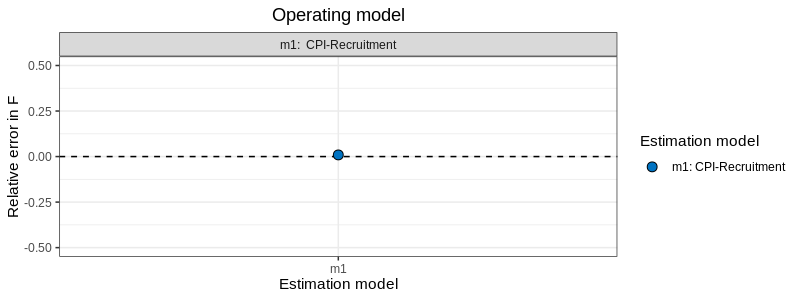 Operating model
m1: CPI-Recruitment
0.50
0.25
0.00
-0.25
-0.50
Relative error in F
m1
Estimation model
Estimation model
m1: CPI-Recruitment